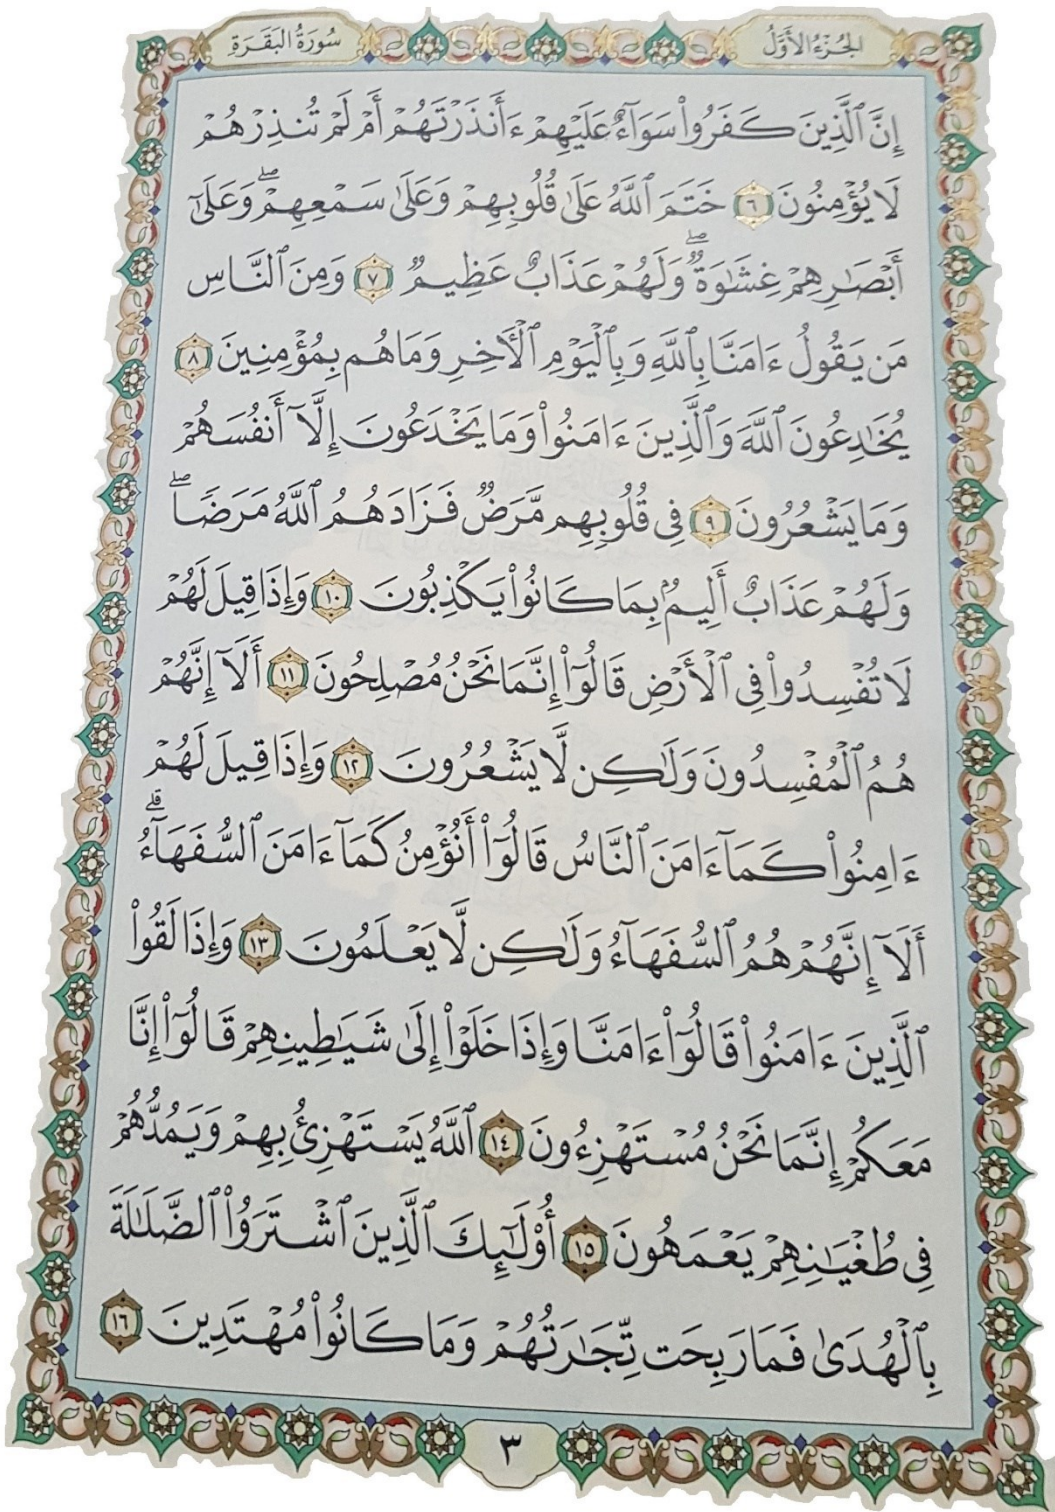 الجُزْءُ الأَوَّلُ
سُورَةُ البَقَرَةِ
إِنَّ ٱلَّذِينَ كَفَرُواْ سَوَآءٌ عَلَيْهِمْ ءَأَنذَرْتَهُمْ أَمْ لَمْ تُنذِرْهُمْ
لَا يُؤْمِنُونَ ٦ خَتَمَ ٱللَّهُ عَلَىٰ قُلُوبِهِمْ وَعَلَىٰ سَمْعِهِمْۖ وَعَلَىٰٓ
أَبْصَٰرِهِمْ غِشَٰوَةٌۖ وَلَهُمْ عَذَابٌ عَظِيمٌ ٧ وَمِنَ ٱلنَّاسِ
مَن يَقُولُ ءَامَنَّا بِٱللَّهِ وَبِٱلْيَوْمِ ٱلْأٓخِرِ وَمَا هُم بِمُؤْمِنِينَ ٨
يُخَٰدِعُونَ ٱللَّهَ وَٱلَّذِينَ ءَامَنُواْ وَمَا يَخْدَعُونَ إِلَّآ أَنفُسَهُمْ
وَمَا يَشْعُرُونَ ٩ فِى قُلُوبِهِم مَّرَضٌ فَزَادَهُمُ ٱللَّهُ مَرَضًاۖ
وَلَهُمْ عَذَابٌ أَلِيمٌۢ بِمَا كَانُواْ يَكْذِبُونَ ١٠ وَإِذَا قِيلَ لَهُمْ
لَا تُفْسِدُواْ فِى ٱلْأَرْضِ قَالُوٓاْ إِنَّمَا نَحْنُ مُصْلِحُونَ ١١ أَلَآ إِنَّهُمْ
هُمُ ٱلْمُفْسِدُونَ وَلَٰكِن لَّا يَشْعُرُونَ ١٢ وَإِذَا قِيلَ لَهُمْ
ءَامِنُواْ كَمَآ ءَامَنَ ٱلنَّاسُ قَالُوٓاْ أَنُؤْمِنُ كَمَآ ءَامَنَ ٱلسُّفَهَآءُۗ
أَلَآ إِنَّهُمْ هُمُ ٱلسُّفَهَآءُ وَلَٰكِن لَّا يَعْلَمُونَ ١٣ وَإِذَا لَقُواْ
ٱلَّذِينَ ءَامَنُواْ قَالُوٓاْ ءَامَنَّا وَإِذَا خَلَوْاْ إِلَىٰ شَيَٰطِينِهِمْ قَالُوٓاْ إِنَّا
مَعَكُمْ إِنَّمَا نَحْنُ مُسْتَهْزِءُونَ ١٤ ٱللَّهُ يَسْتَهْزِئُ بِهِمْ وَيَمُدُّهُمْ
فِى طُغْيَٰنِهِمْ يَعْمَهُونَ ١٥ أُوْلَٰٓئِكَ ٱلَّذِينَ ٱشْتَرَوُاْ ٱلضَّلَٰلَةَ
بِٱلْهُدَىٰ فَمَا رَبِحَت تِّجَٰرَتُهُمْ وَمَا كَانُواْ مُهْتَدِينَ ١٦
٣